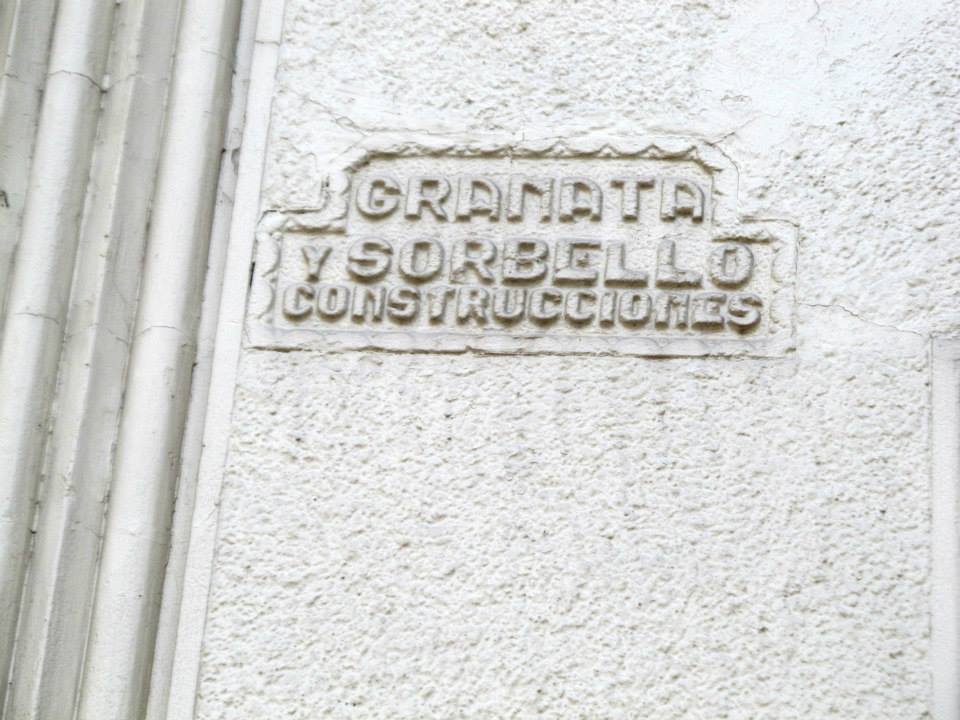 GRANATA
Y SORBELLO
CONSTRUCCIONES